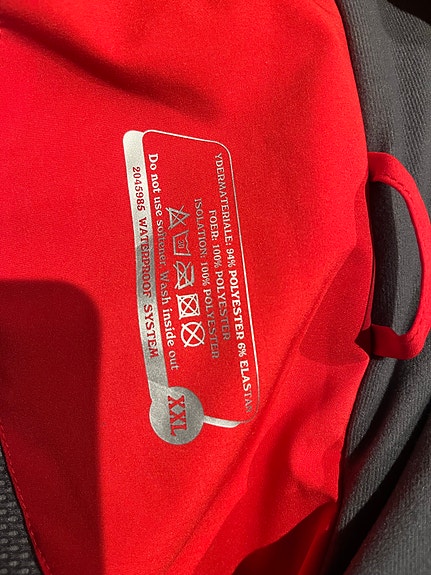 YDERMATERIALE: 94% POLYESTER 6% ELASTAN
FOER: 100% POLYESTER
ISOLATION: 100% POLYESTER
Do not use softener. Wash inside out
2045985 WATERPROOF SYSTEM
XXL